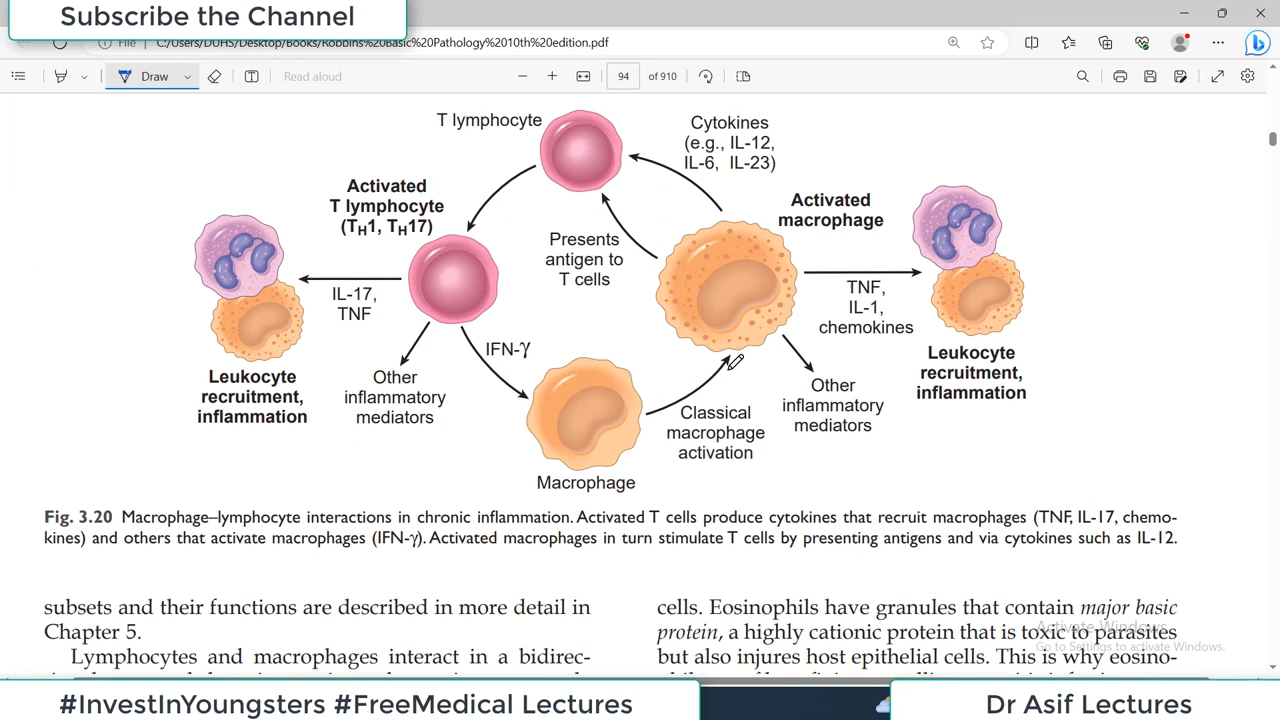 Subscribe the Channel
File
C:/Users/DUHS/Desktop/Books/Robbins%20Basic%20Pathology%2010th%20edition.pdf
Draw
Read aloud
94
of 910
T lymphocyte
Cytokines
(e.g., IL-12,
IL-6, IL-23)
Activated
T lymphocyte
(TH1, TH17)
Activated
macrophage
Presents
antigen to
T cells
IL-17,
TNF
TNF,
IL-1,
chemokines
IFN-γ
Leukocyte
recruitment,
inflammation
Other
inflammatory
mediators
Classical
macrophage
activation
Other
inflammatory
mediators
Leukocyte
recruitment,
inflammation
Macrophage
Fig. 3.20 Macrophage–lymphocyte interactions in chronic inflammation. Activated T cells produce cytokines that recruit macrophages (TNF, IL-17, chemo-
kines) and others that activate macrophages (IFN-γ). Activated macrophages in turn stimulate T cells by presenting antigens and via cytokines such as IL-12.
subsets and their functions are described in more detail in
Chapter 5.
Lymphocytes and macrophages interact in a bidirec-
cells. Eosinophils have granules that contain major basic
protein, a highly cationic protein that is toxic to parasites
but also injures host epithelial cells. This is why eosino-
Activate Windows
Go to Settings to activate Windows.
#InvestInYoungsters #FreeMedical Lectures
Dr Asif Lectures